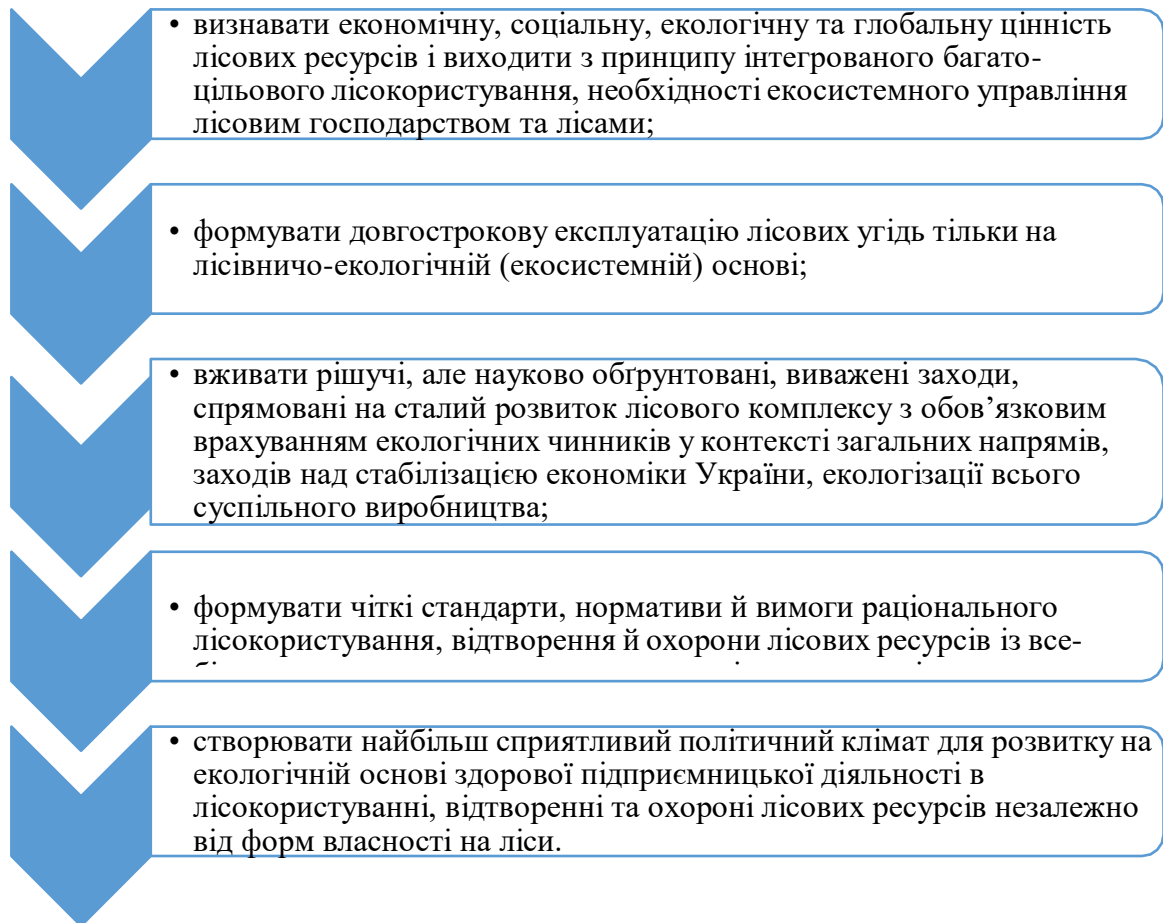 • визнавати економічну, соціальну, екологічну та глобальну цінність
лісових ресурсів і виходити з принципу інтегрованого багато-
цільового лісокористування, необхідності екосистемного управління
лісовим господарством та лісами;
• формувати довгострокову експлуатацію лісових угідь тільки на
лісівничо-екологічній (екосистемній) основі;
• вживати рішучі, але науково обґрунтовані, виважені заходи,
спрямовані на сталий розвиток лісового комплексу з обов’язковим
врахуванням екологічних чинників у контексті загальних напрямів,
заходів над стабілізацією економіки України, екологізації всього
суспільного виробництва;
• формувати чіткі стандарти, нормативи й вимоги раціонального
лісокористування, відтворення й охорони лісових ресурсів із все-
• створювати найбільш сприятливий політичний клімат для розвитку на
екологічній основі здорової підприємницької діяльності в
лісокористуванні, відтворенні та охороні лісових ресурсів незалежно
від форм власності на ліси.